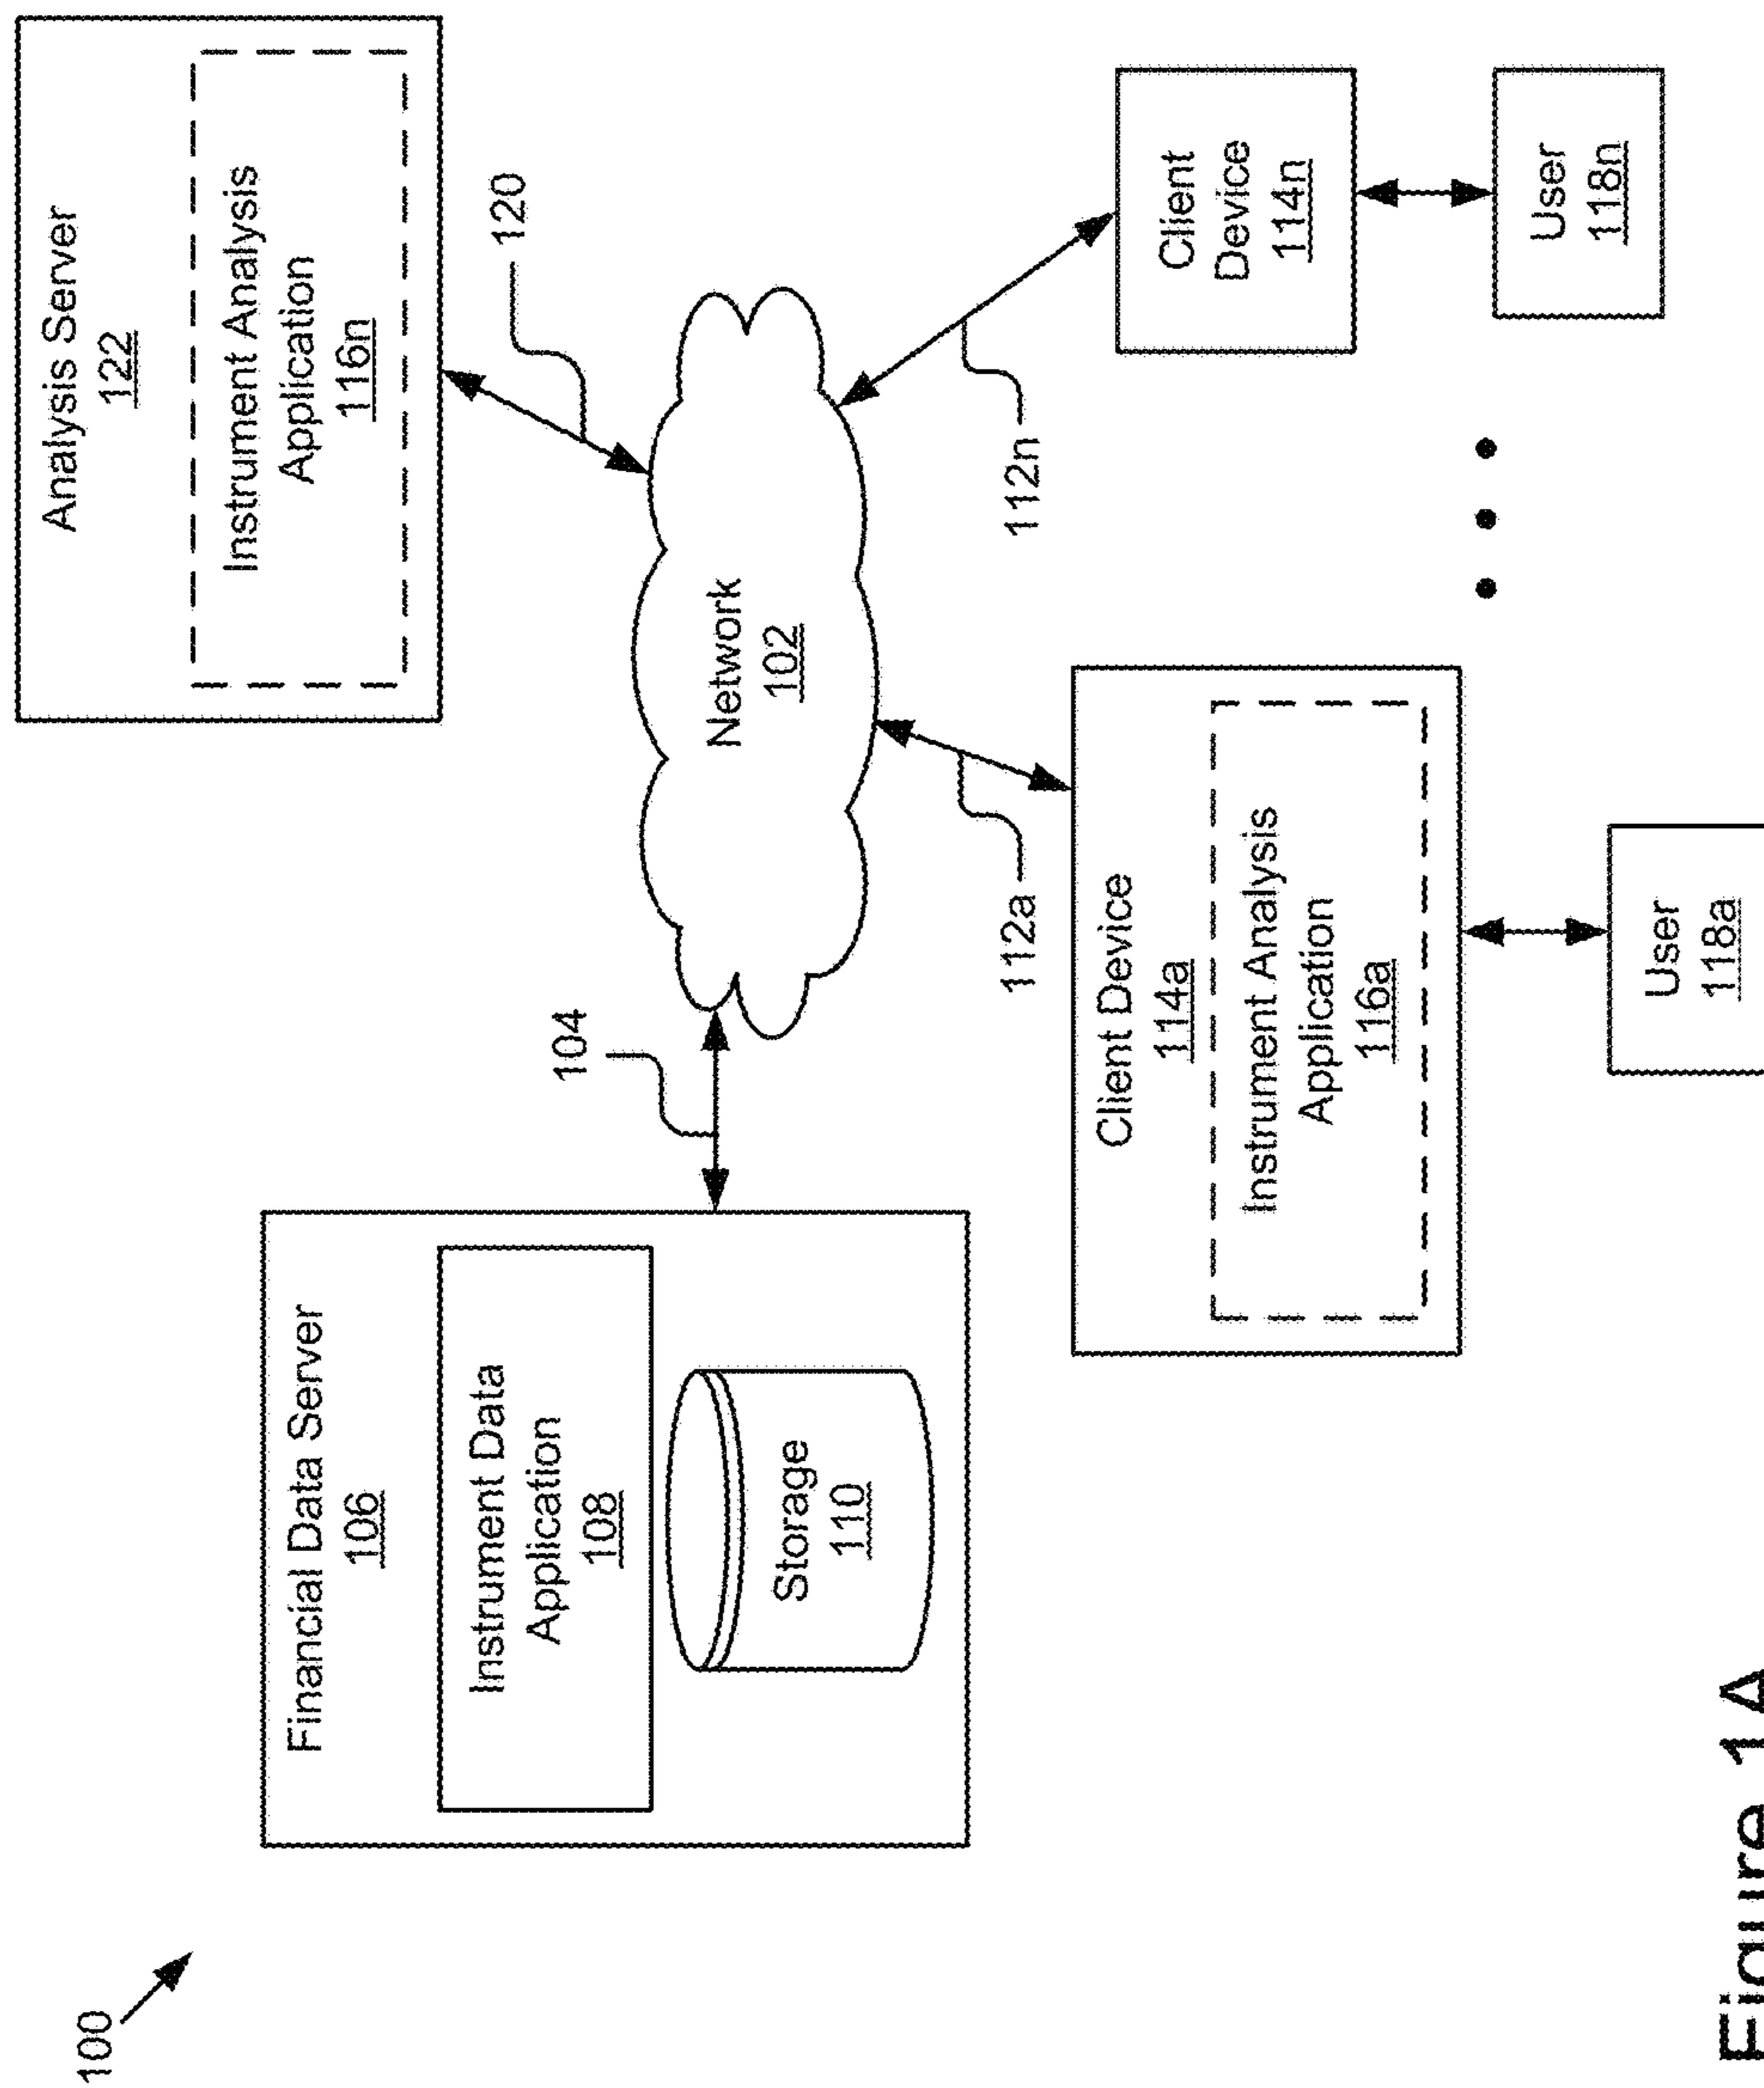 100
Financial Data Server
106
Instrument Data
Application
108
Storage
110
104
Network
102
Analysis Server
122
Instrument Analysis
Application
116n
120
112a
112n
Client Device
114a
Instrument Analysis
Application
116a
Client
Device
114n
User
118a
User
118n
Figure 1A